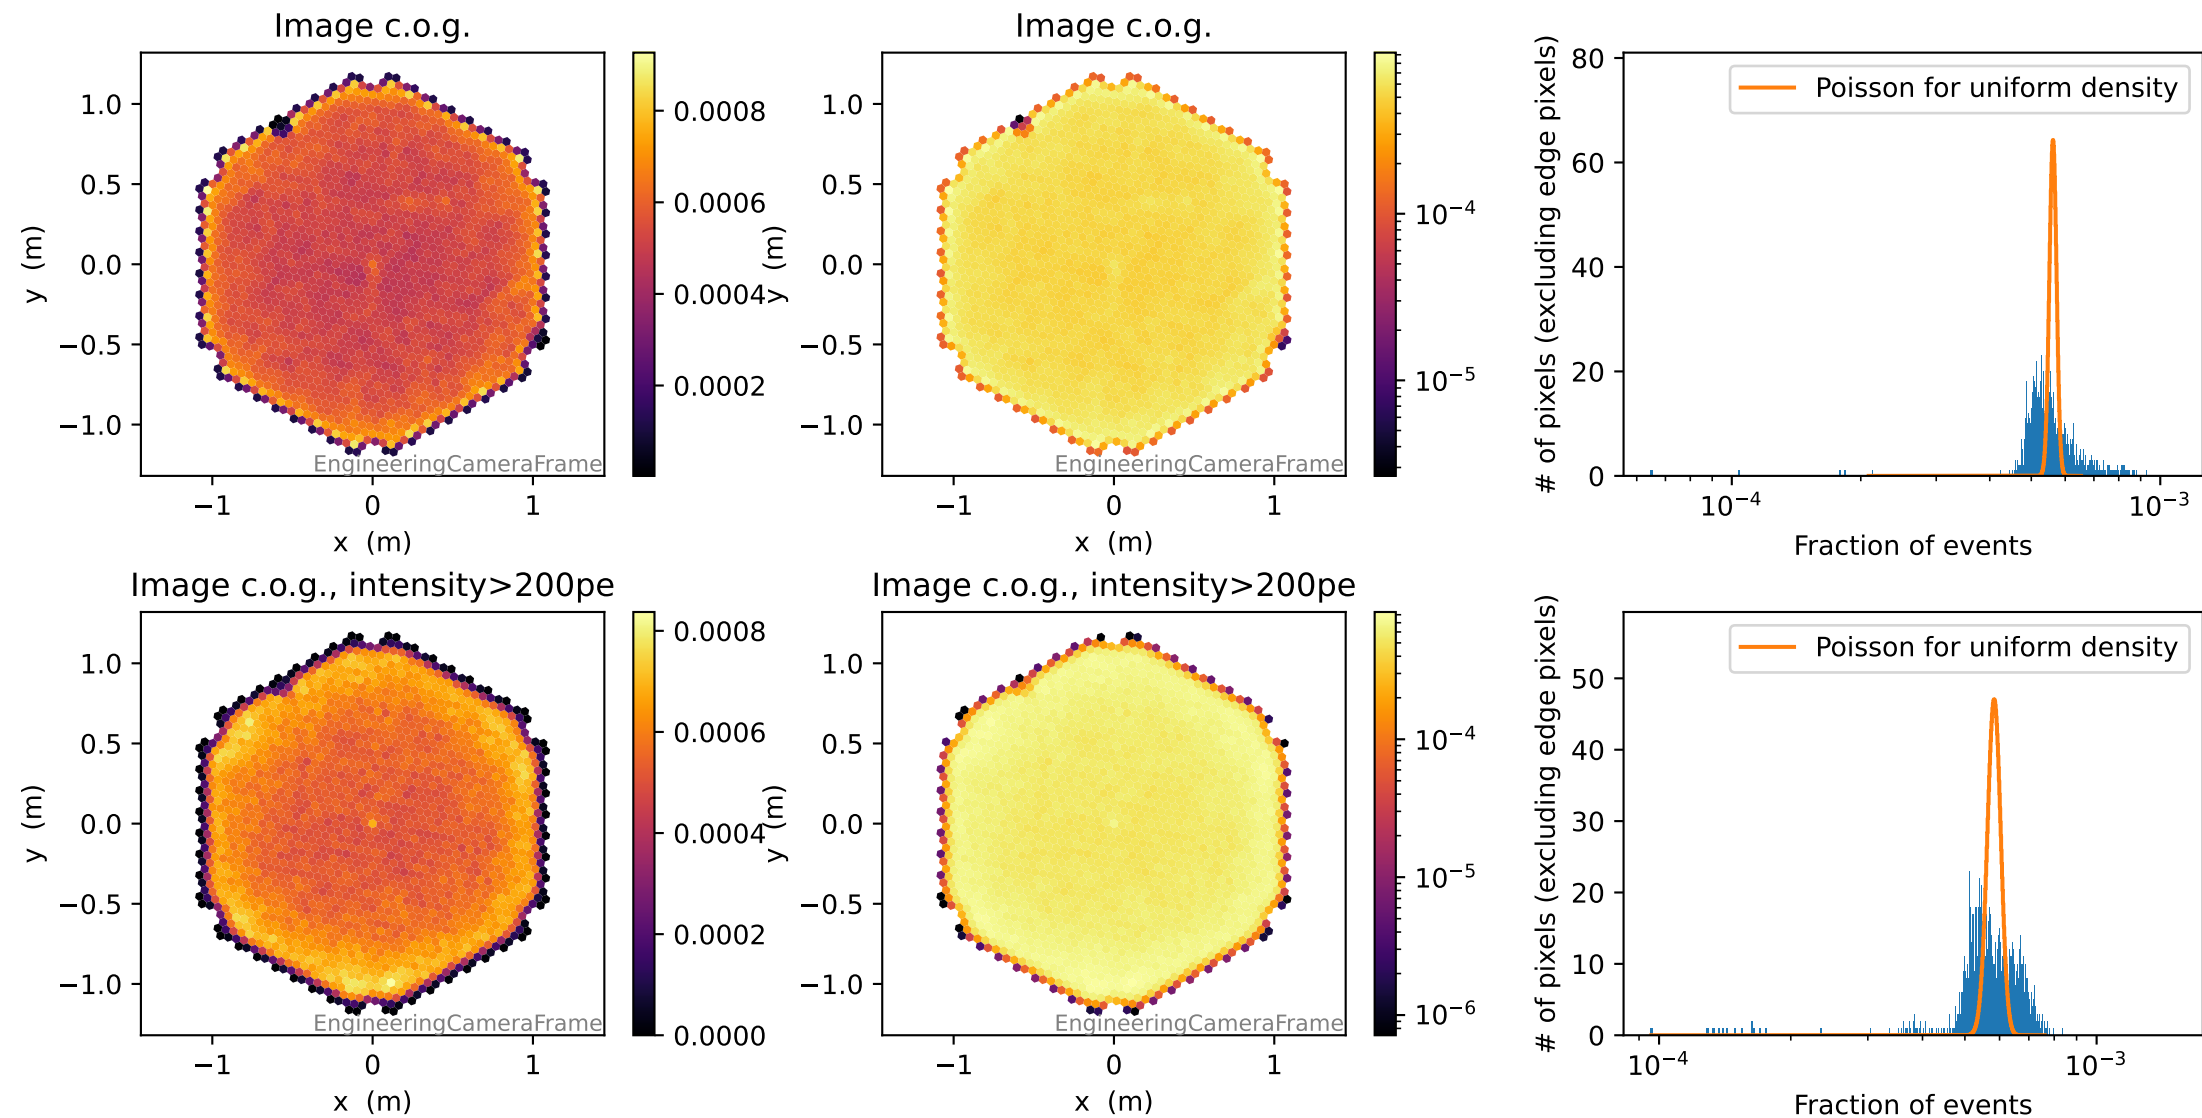 Image c.o.g.
1.0
0.5
0.0
−0.5
−1.0
y (m)
−1
0
1
x (m)
EngineeringCameraFrame
0.0008
0.0006
0.0004
0.0002
Image c.o.g.
1.0
0.5
0.0
−0.5
−1.0
y (m)
−1
0
1
x (m)
EngineeringCameraFrame
10⁻⁴
10⁻⁵
80
60
40
20
0
# of pixels (excluding edge pixels)
Poisson for uniform density
10⁻⁴
10⁻³
Fraction of events
Image c.o.g., intensity>200pe
1.0
0.5
0.0
−0.5
−1.0
y (m)
−1
0
1
x (m)
EngineeringCameraFrame
0.0008
0.0006
0.0004
0.0002
0.0000
Image c.o.g., intensity>200pe
1.0
0.5
0.0
−0.5
−1.0
y (m)
−1
0
1
x (m)
EngineeringCameraFrame
10⁻⁴
10⁻⁵
10⁻⁶
50
40
30
20
10
0
# of pixels (excluding edge pixels)
Poisson for uniform density
10⁻⁴
10⁻³
Fraction of events